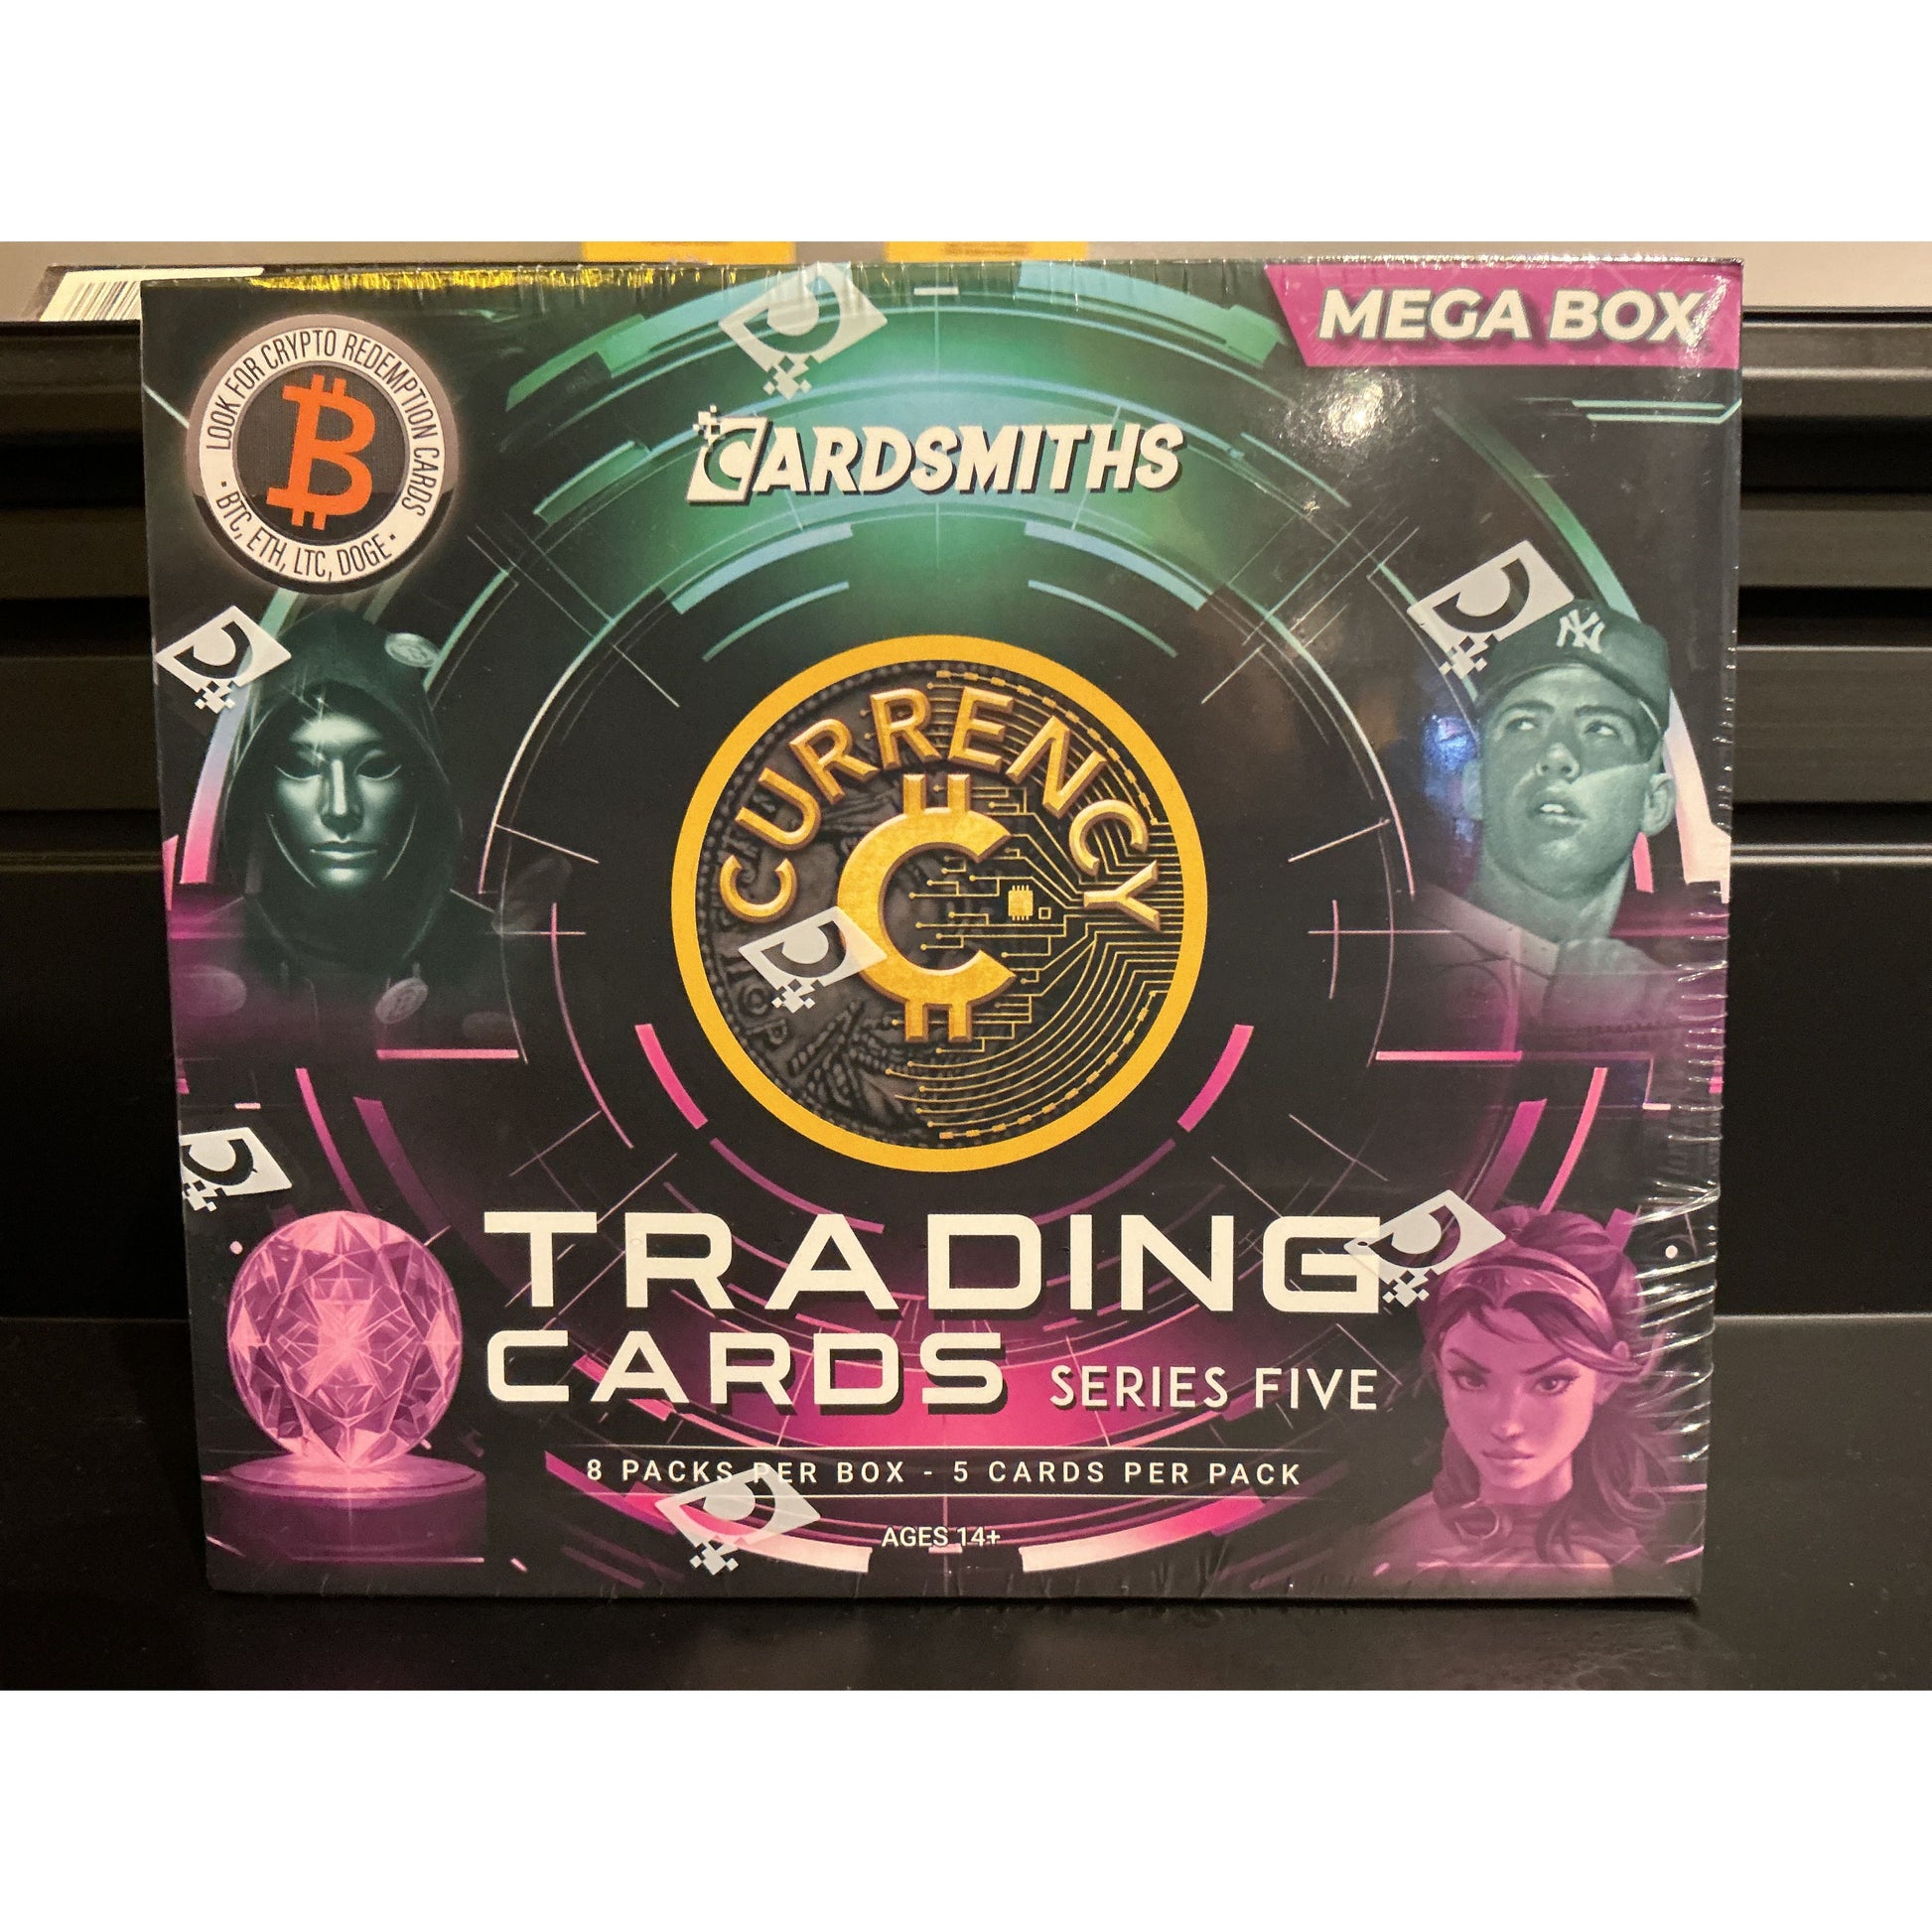 MEGA BOX
LOOK FOR CRYPTO REDEMPTION CARDS
• BTC, ETH, LTC, DOGE •
CARDSMITHS
NY
CURRENCY
TRADING
CARDS SERIES FIVE
8 PACKS PER BOX - 5 CARDS PER PACK
AGES 14+